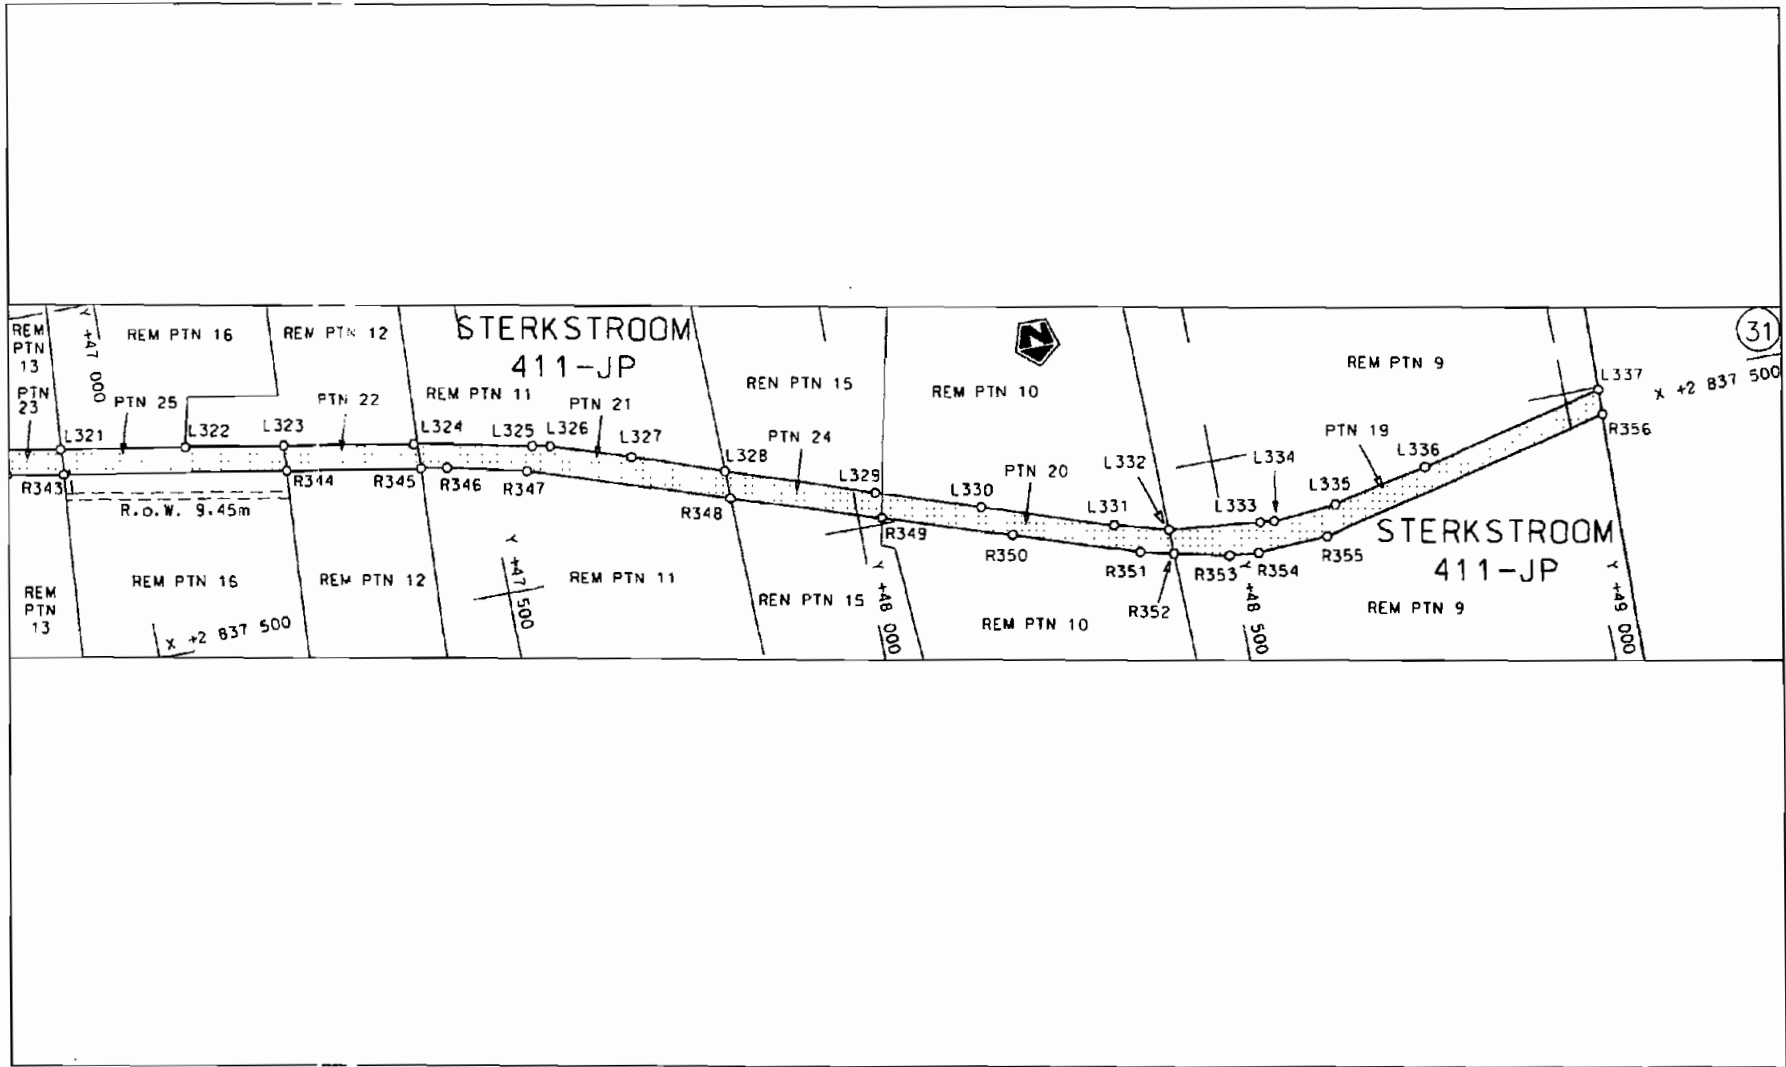 STERKSTROOM
411-JP
31
REM
PTN
13
Y +47 000
REM PTN 16
REM PTN 12
REM PTN 11
REN PTN 15
REM PTN 10
N
REM PTN 9
X +2 837 500
PTN
23
PTN 25
PTN 22
PTN 21
PTN 24
PTN 20
PTN 19
L321
L322
L323
L324
L325
L326
L327
L328
L329
L330
L331
L332
L333
L334
L335
L336
L337
R343
R344
R345
R346
R347
R348
R349
R350
R351
R352
R353
R354
R355
R356
R.o.W. 9.45m
STERKSTROOM
411-JP
REM
PTN
13
REM PTN 16
X +2 837 500
REM PTN 12
Y +47 500
REM PTN 11
REN PTN 15
Y +48 000
REM PTN 10
Y +48 500
REM PTN 9
Y +49 000